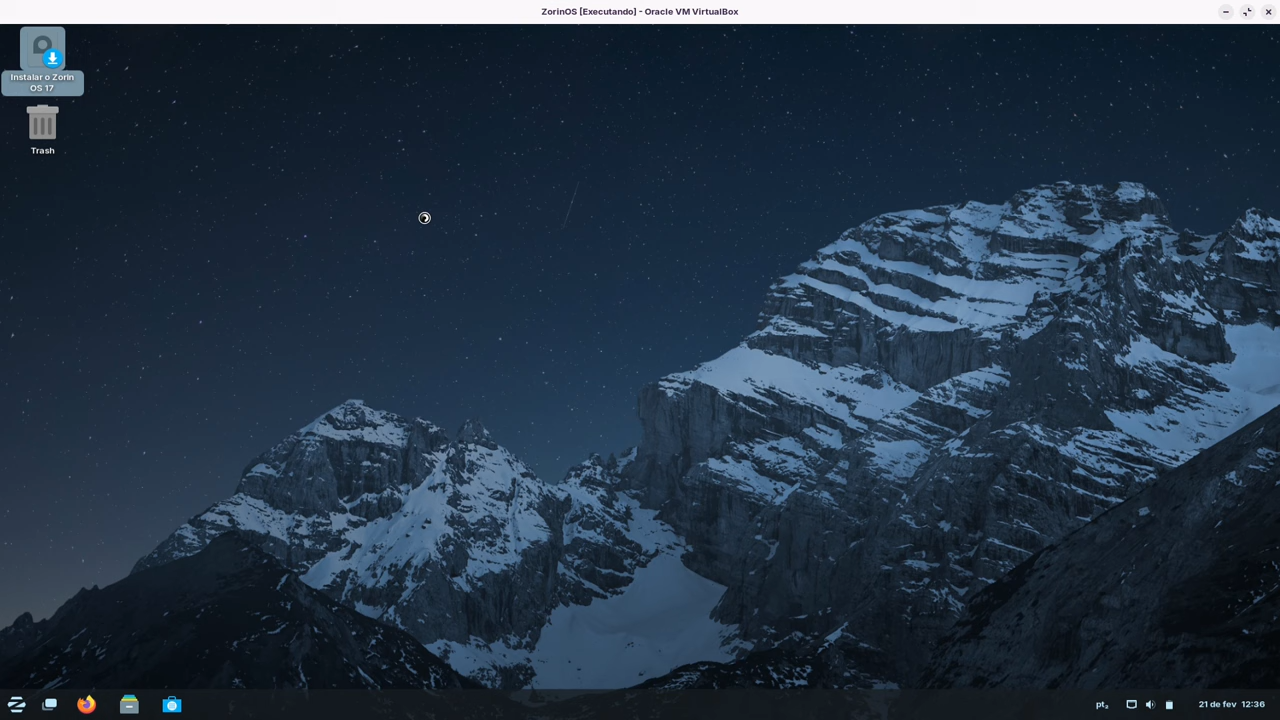 ZorinOS [Executando] - Oracle VM VirtualBox
Instalar o Zorin
OS 17
Trash
pt₂
21 de fev 12:36